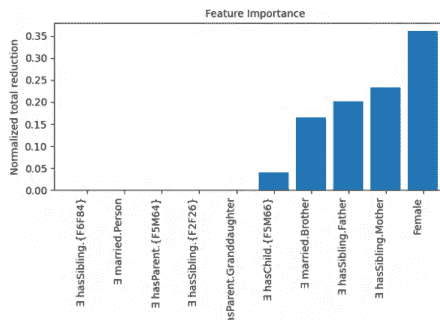 Feature Importance
Normalized total reduction
0.35
0.30
0.25
0.20
0.15
0.10
0.05
0.00
∃ hasSibling.{F6F84}
∃ married.Person
∃ hasParent.{F5M64}
∃ hasSibling.{F2F26}
hasParent.Granddaughter
∃ hasChild.{F5M66}
∃ married.Brother
∃ hasSibling.Father
∃ hasSibling.Mother
Female